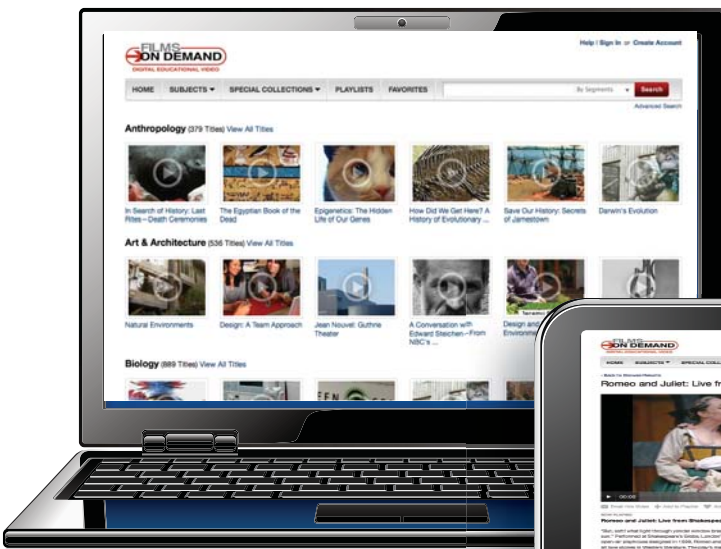 FILMS
ON DEMAND
DIGITAL EDUCATIONAL VIDEO
Help | Sign In or Create Account
HOME SUBJECTS SPECIAL COLLECTIONS PLAYLISTS FAVORITES By Segments Search
Advanced Search
Anthropology (379 Titles) View All Titles
In Search of History: Last Rites – Death Ceremonies
The Egyptian Book of the Dead
Epigenetics: The Hidden Life of Our Genes
How Did We Get Here? A History of Evolutionary ...
Save Our History: Secrets of Jamestown
Darwin's Evolution
Art & Architecture (536 Titles) View All Titles
Natural Environments
Design: A Team Approach
Jean Nouvel: Guthrie Theater
A Conversation with Edward Steichen—From NBC's ...
Design and
Environme
Biology (889 Titles) View All Titles
FILMS
ON DEMAND
DIGITAL EDUCATIONAL VIDEO
HOME SUBJECTS SPECIAL COLL
Romeo and Juliet: Live fr
00:00
Romeo and Juliet: Live from Shakespea